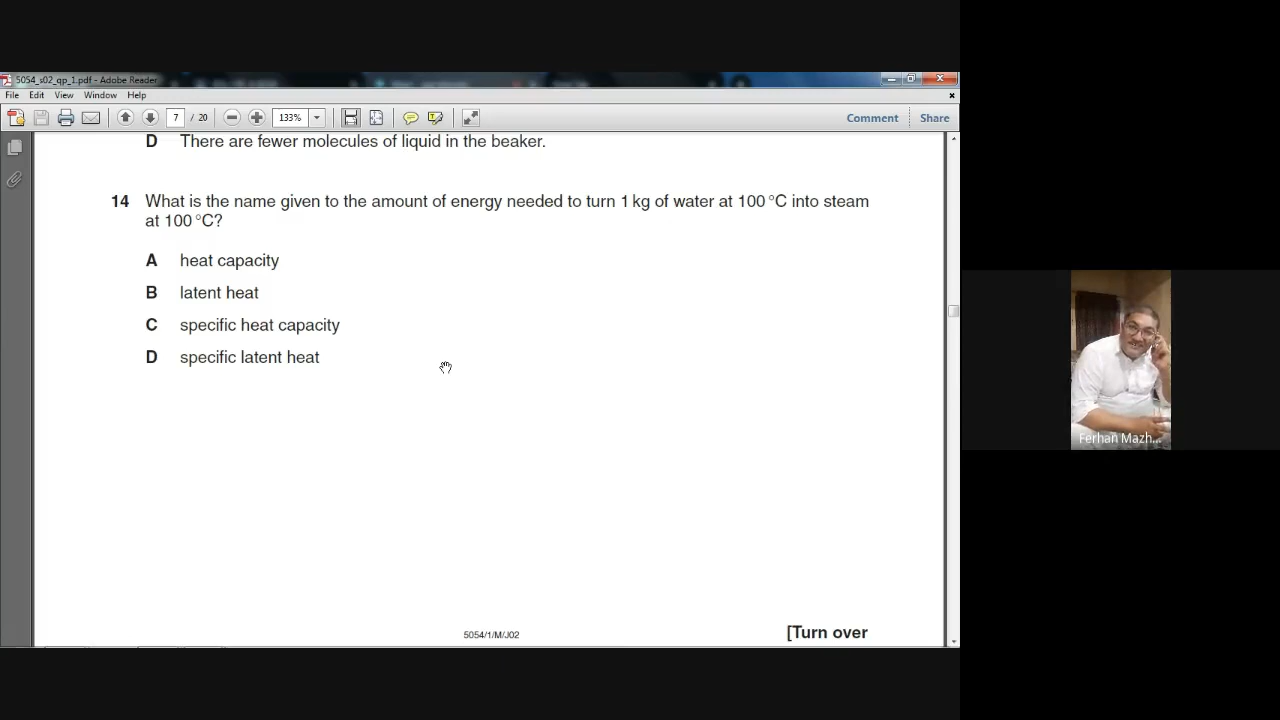 5054_s02_qp_1.pdf - Adobe Reader
File Edit View Window Help
7 / 20 133% Comment Share
D There are fewer molecules of liquid in the beaker.
14 What is the name given to the amount of energy needed to turn 1 kg of water at 100 °C into steam
at 100 °C?
A heat capacity
B latent heat
C specific heat capacity
D specific latent heat
Ferhan Mazh...
5054/1/M/J02
[Turn over